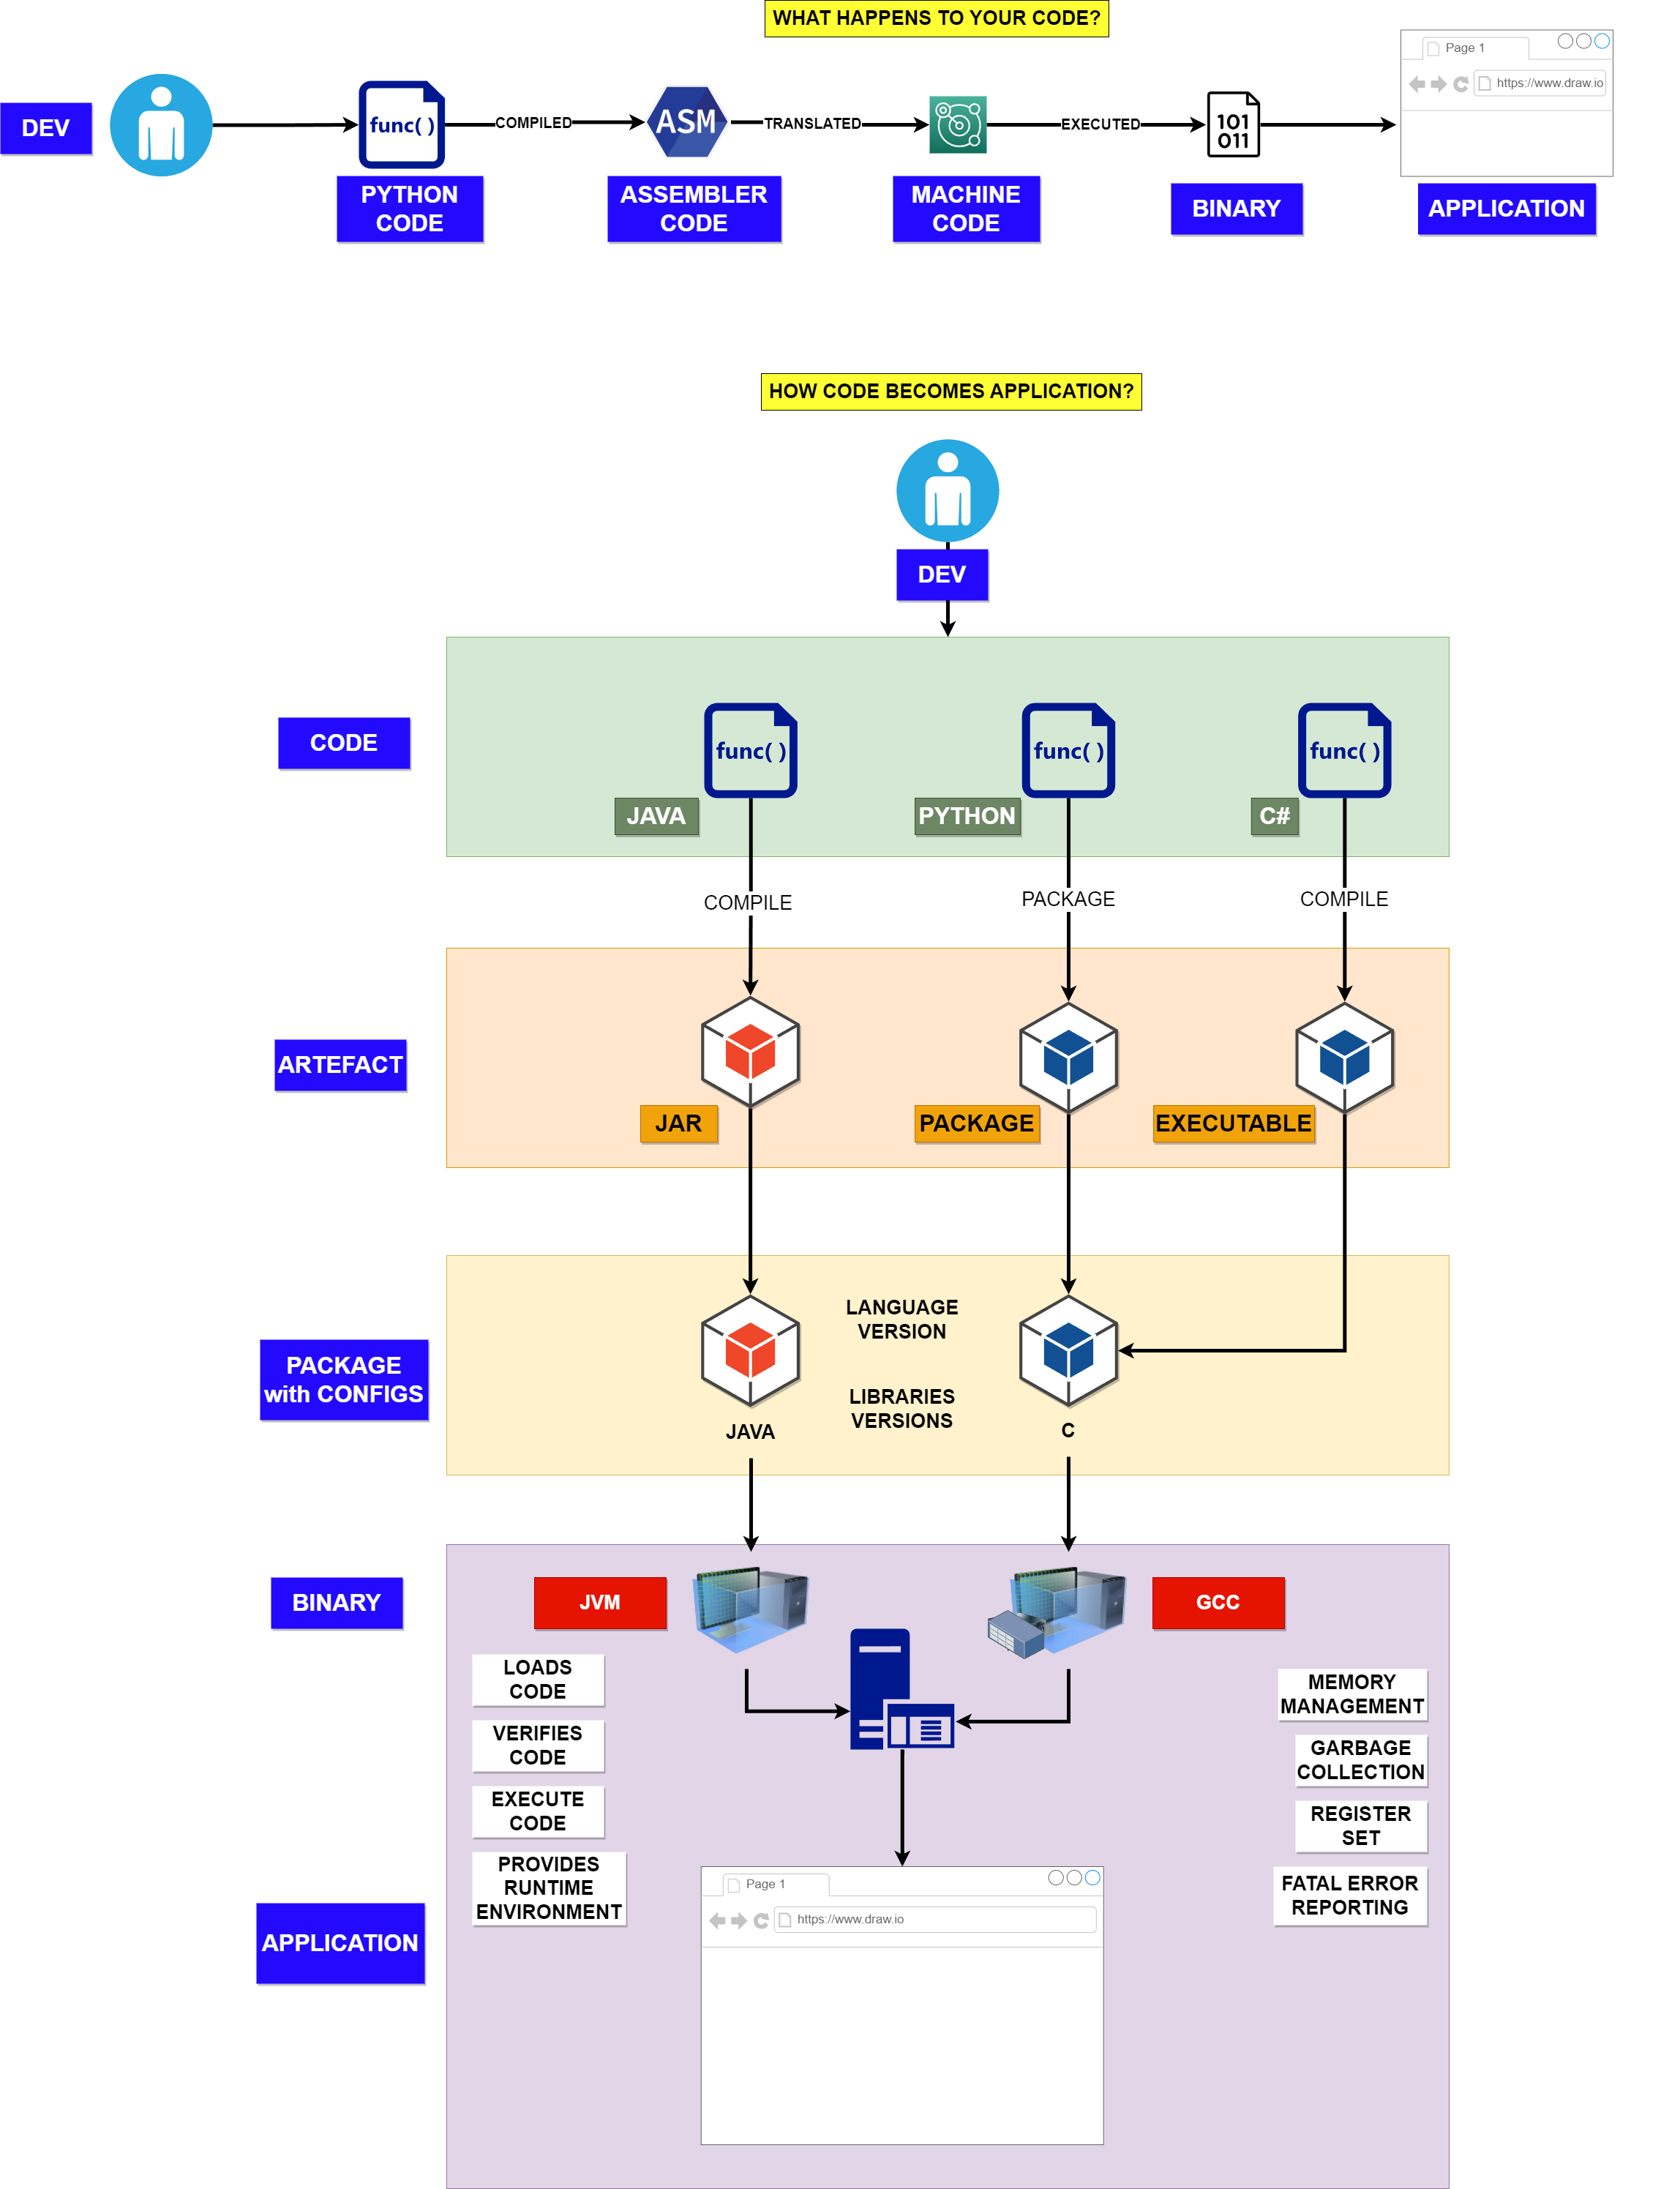 WHAT HAPPENS TO YOUR CODE?
Page 1
https://www.draw.io
DEV
func( )
COMPILED
ASM
TRANSLATED
EXECUTED
101
011
PYTHON
CODE
ASSEMBLER
CODE
MACHINE
CODE
BINARY
APPLICATION
HOW CODE BECOMES APPLICATION?
DEV
CODE
func( )
func( )
func( )
JAVA
PYTHON
C#
COMPILE
PACKAGE
COMPILE
ARTEFACT
JAR
PACKAGE
EXECUTABLE
PACKAGE
with CONFIGS
LANGUAGE
VERSION
LIBRARIES
VERSIONS
JAVA
C
BINARY
JVM
GCC
LOADS
CODE
VERIFIES
CODE
EXECUTE
CODE
PROVIDES
RUNTIME
ENVIRONMENT
MEMORY
MANAGEMENT
GARBAGE
COLLECTION
REGISTER
SET
FATAL ERROR
REPORTING
APPLICATION
Page 1
https://www.draw.io